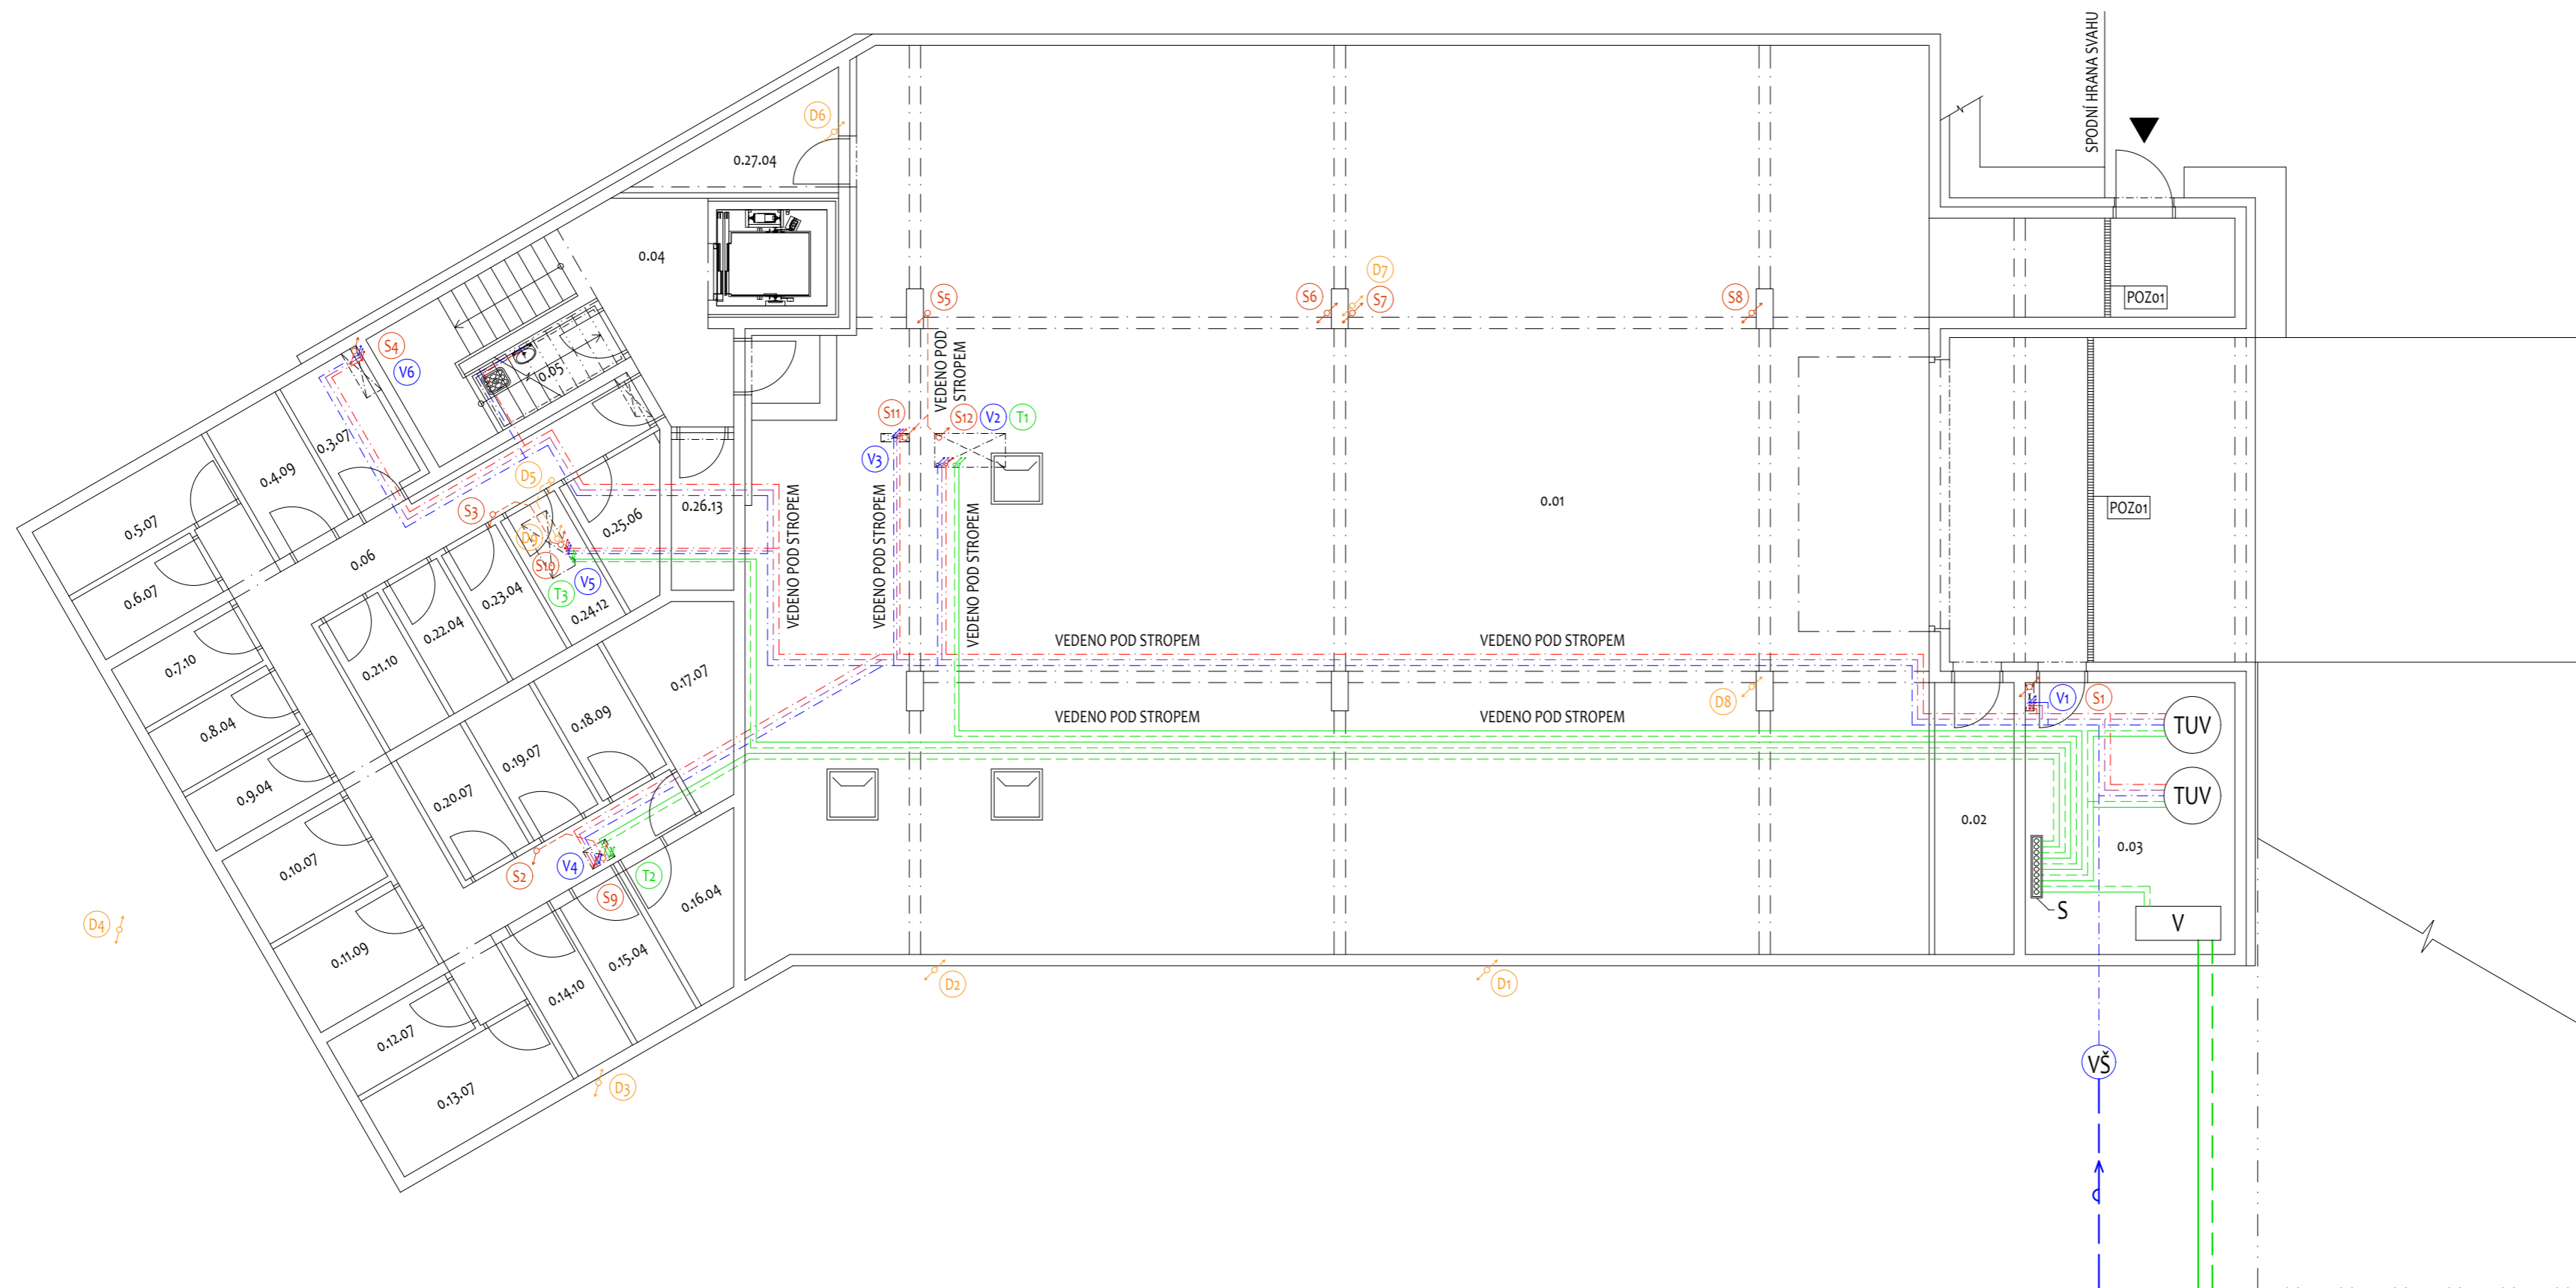 SPODNÍ HRANA SVAHU
D6
0.27.04
0.04
D7
S5
S6
S7
S8
POZ01
VEDENO POD
STROPEM
S4
V6
0.05
S11
S12
V2
T1
V3
0.3.07
0.4.09
0.5.07
D5
S3
0.26.13
0.25.06
0.01
POZ01
VEDENO POD STROPEM
VEDENO POD STROPEM
VEDENO POD STROPEM
D9
S10
V5
T3
0.06
0.6.07
0.24.12
0.23.04
0.22.04
0.21.10
0.7.10
0.8.04
0.9.04
VEDENO POD STROPEM
VEDENO POD STROPEM
0.17.07
0.18.09
0.19.07
0.20.07
D8
V1
S1
VEDENO POD STROPEM
VEDENO POD STROPEM
TUV
TUV
0.02
0.03
0.10.07
S2
V4
T2
S9
0.16.04
S
V
D4
0.11.09
0.15.04
0.14.10
D2
D1
0.12.07
0.13.07
D3
VŠ